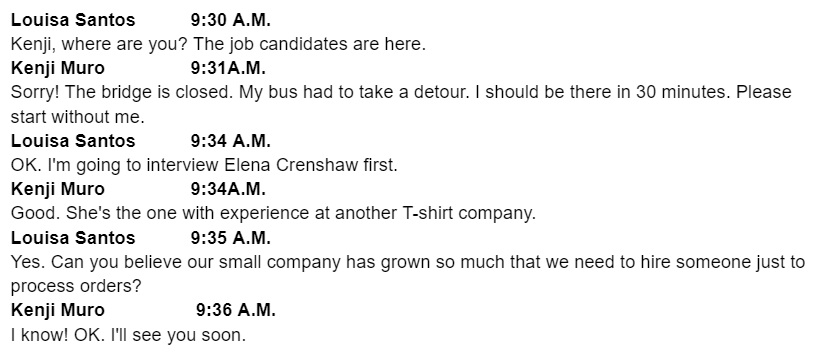 Louisa Santos 9:30 A.M.
Kenji, where are you? The job candidates are here.
Kenji Muro 9:31A.M.
Sorry! The bridge is closed. My bus had to take a detour. I should be there in 30 minutes. Please
start without me.
Louisa Santos 9:34 A.M.
OK. I'm going to interview Elena Crenshaw first.
Kenji Muro 9:34A.M.
Good. She's the one with experience at another T-shirt company.
Louisa Santos 9:35 A.M.
Yes. Can you believe our small company has grown so much that we need to hire someone just to
process orders?
Kenji Muro 9:36 A.M.
I know! OK. I'll see you soon.